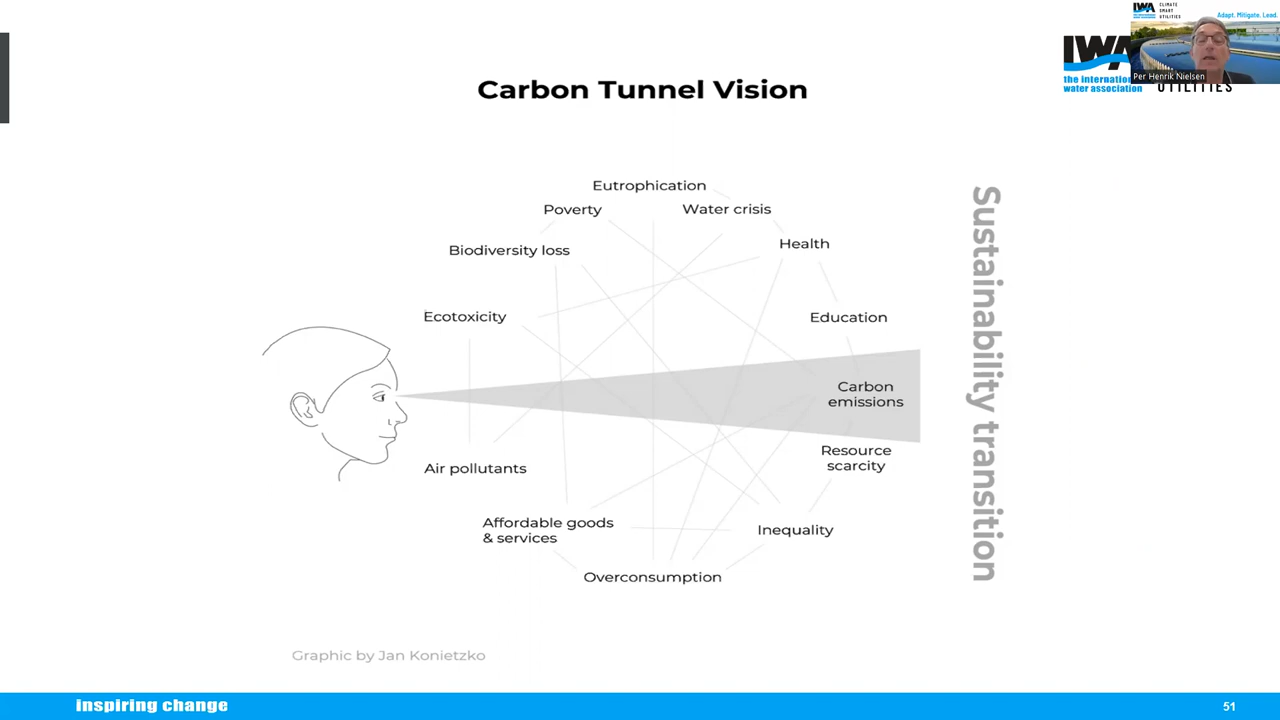 Carbon Tunnel Vision
IWA
the internati
water association
UTILITIES
IWA
CLIMATE
SMART
UTILITIES
Adapt. Mitigate. Lead.
Per Henrik Nielsen
Eutrophication
Poverty
Water crisis
Biodiversity loss
Health
Ecotoxicity
Education
Carbon
emissions
Resource
scarcity
Air pollutants
Affordable goods
& services
Inequality
Overconsumption
Sustainability transition
Graphic by Jan Konietzko
inspiring change
51